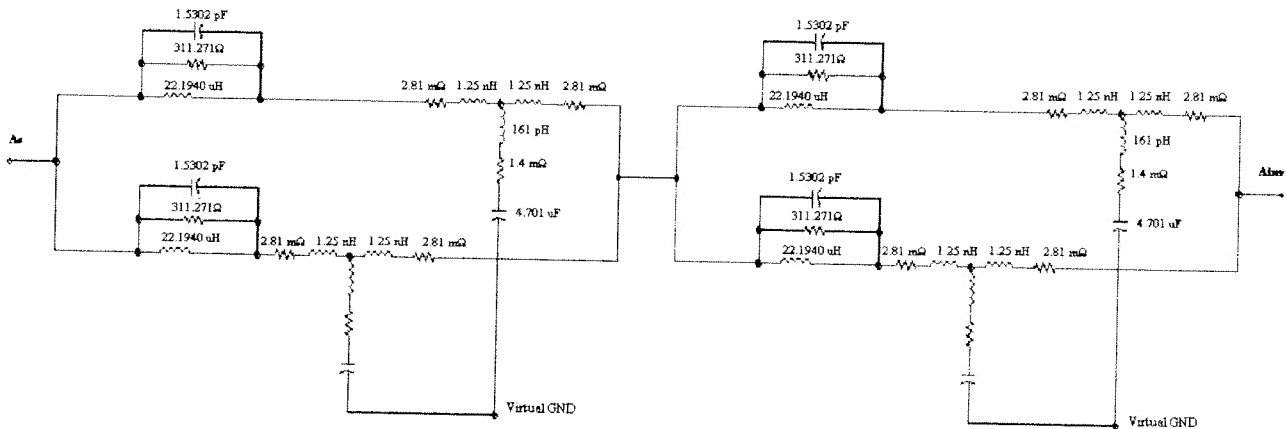 1.5302 pF
311.271Ω
22.1940 uH
2.81 mΩ 1.25 nH 1.25 nH 2.81 mΩ
161 pH
1.4 mΩ
4.701 uF
As
1.5302 pF
311.271Ω
22.1940 uH
2.81 mΩ 1.25 nH 1.25 nH 2.81 mΩ
Virtual GND
1.5302 pF
311.271Ω
22.1940 uH
2.81 mΩ 1.25 nH 1.25 nH 2.81 mΩ
161 pH
1.4 mΩ
4.701 uF
1.5302 pF
311.271Ω
22.1940 uH
2.81 mΩ 1.25 nH 1.25 nH 2.81 mΩ
Virtual GND